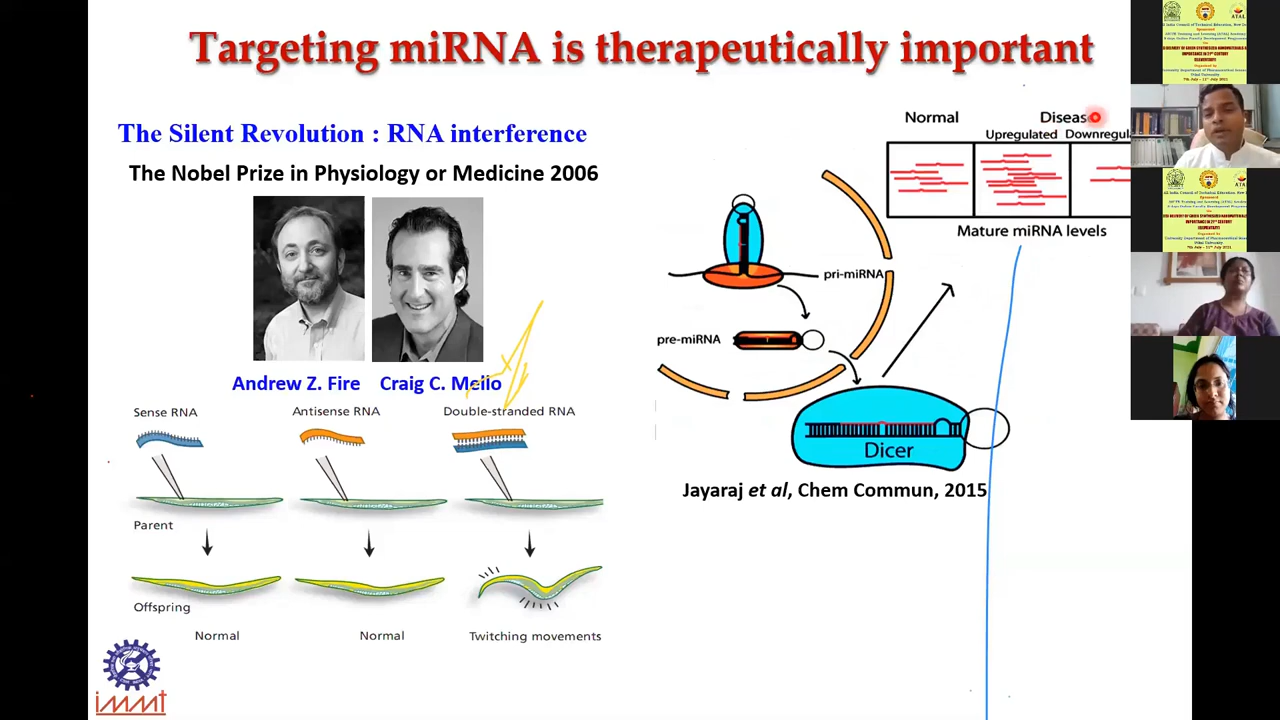 Targeting miRNA is therapeutically important
The Silent Revolution : RNA interference
The Nobel Prize in Physiology or Medicine 2006
Andrew Z. Fire Craig C. Mello
Sense RNA
Antisense RNA
Double-stranded RNA
Parent
Offspring
Normal
Normal
Twitching movements
immt
Normal
Disease
Upregulated Downregula
Mature miRNA levels
pri-miRNA
pre-miRNA
Dicer
Jayaraj et al, Chem Commun, 2015